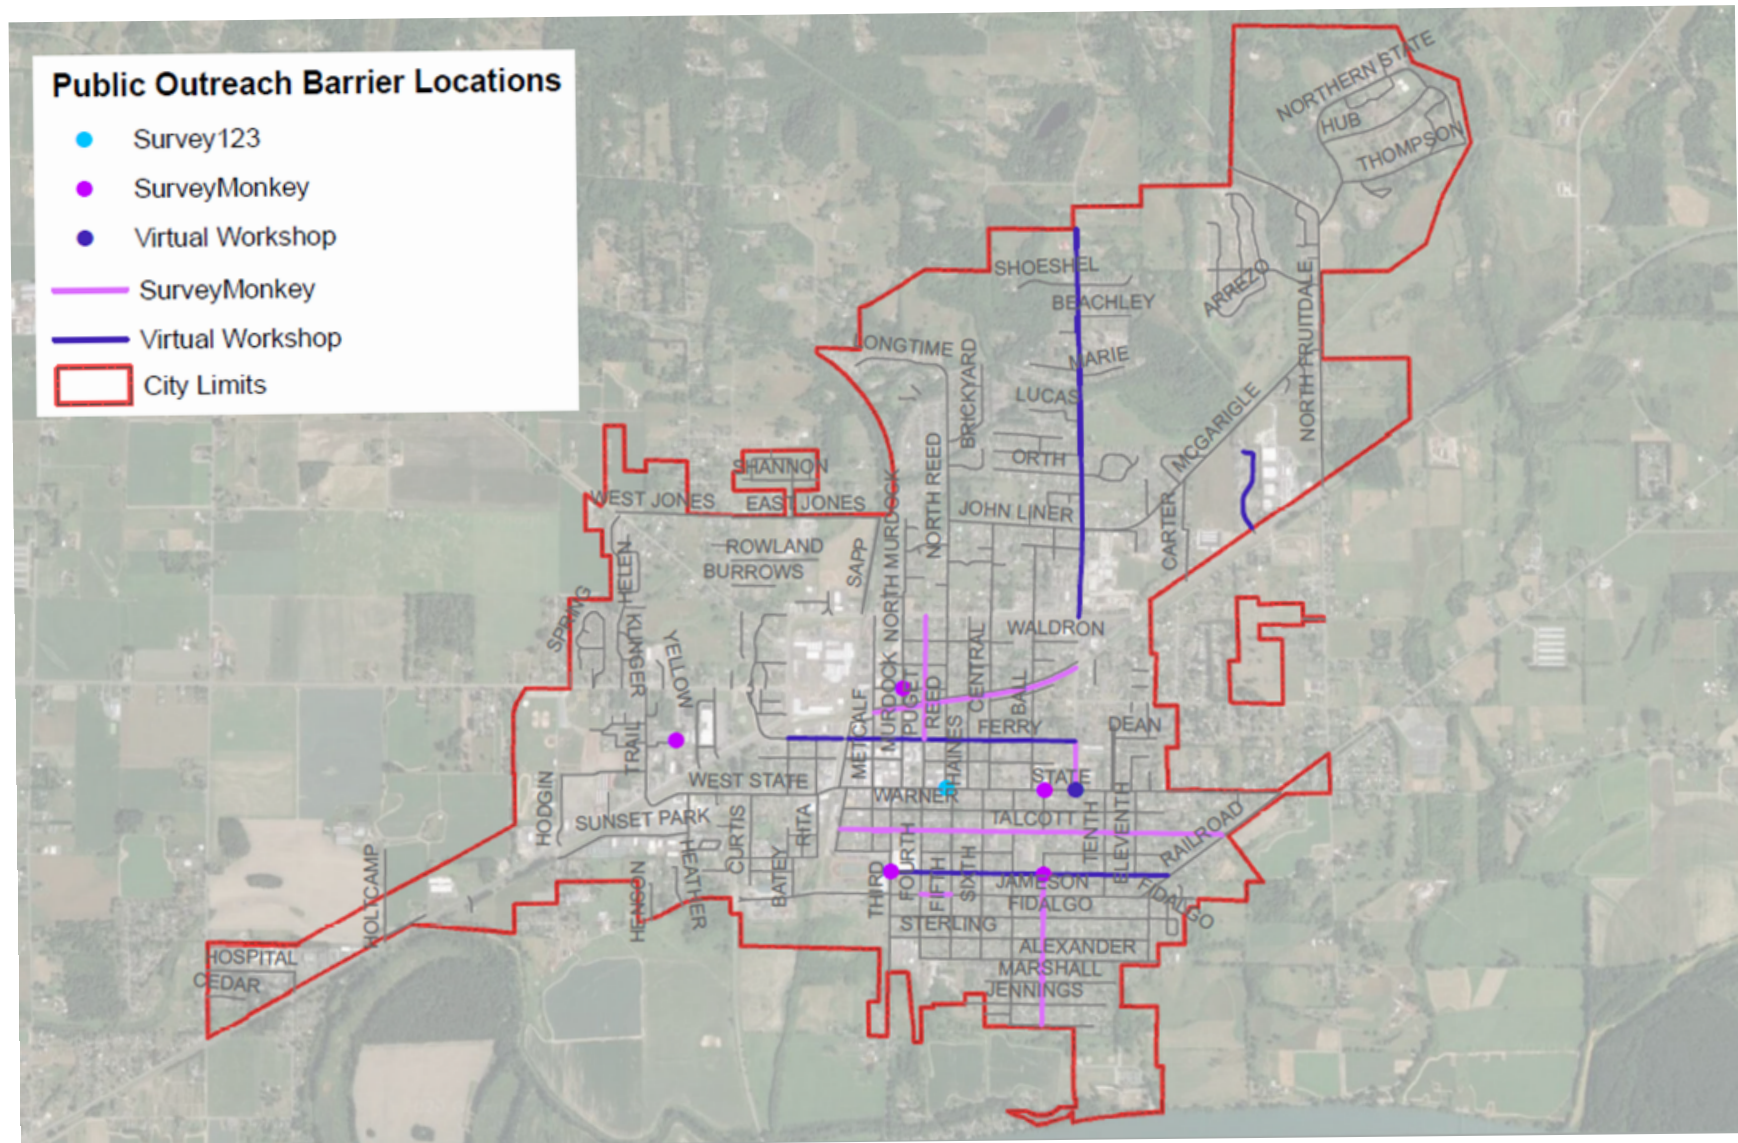 Public Outreach Barrier Locations
Survey123
SurveyMonkey
Virtual Workshop
SurveyMonkey
Virtual Workshop
City Limits
NORTHERN STATE
HUB
THOMPSON
SHOESHEL
BEACHLEY
ARREZO
NORTH FRUITDALE
LONGTIME
BRICKYARD
MARIE
LUCAS
MCGARIGLE
ORTH
NORTH REED
SHANNON
WEST JONES
EAST JONES
NORTH MURDOCK
JOHN LINER
CARTER
ROWLAND
BURROWS
SAPP
HELEN
SPRING
KLINGER
YELLOW
WALDRON
CENTRAL
BALL
MURDOCK
PUGET
REED
METCALF
FERRY
DEAN
HAINES
TRAIL
WEST STATE
STATE
WARNER
HODGIN
SUNSET PARK
CURTIS
RITA
TALCOTT
TENTH
ELEVENTH
RAILROAD
HOLTCAMP
HENSON
HEATHER
BATEY
THIRD
FOURTH
FIFTH
SIXTH
JAMESON
FIDALGO
FIDALGO
STERLING
ALEXANDER
MARSHALL
JENNINGS
HOSPITAL
CEDAR